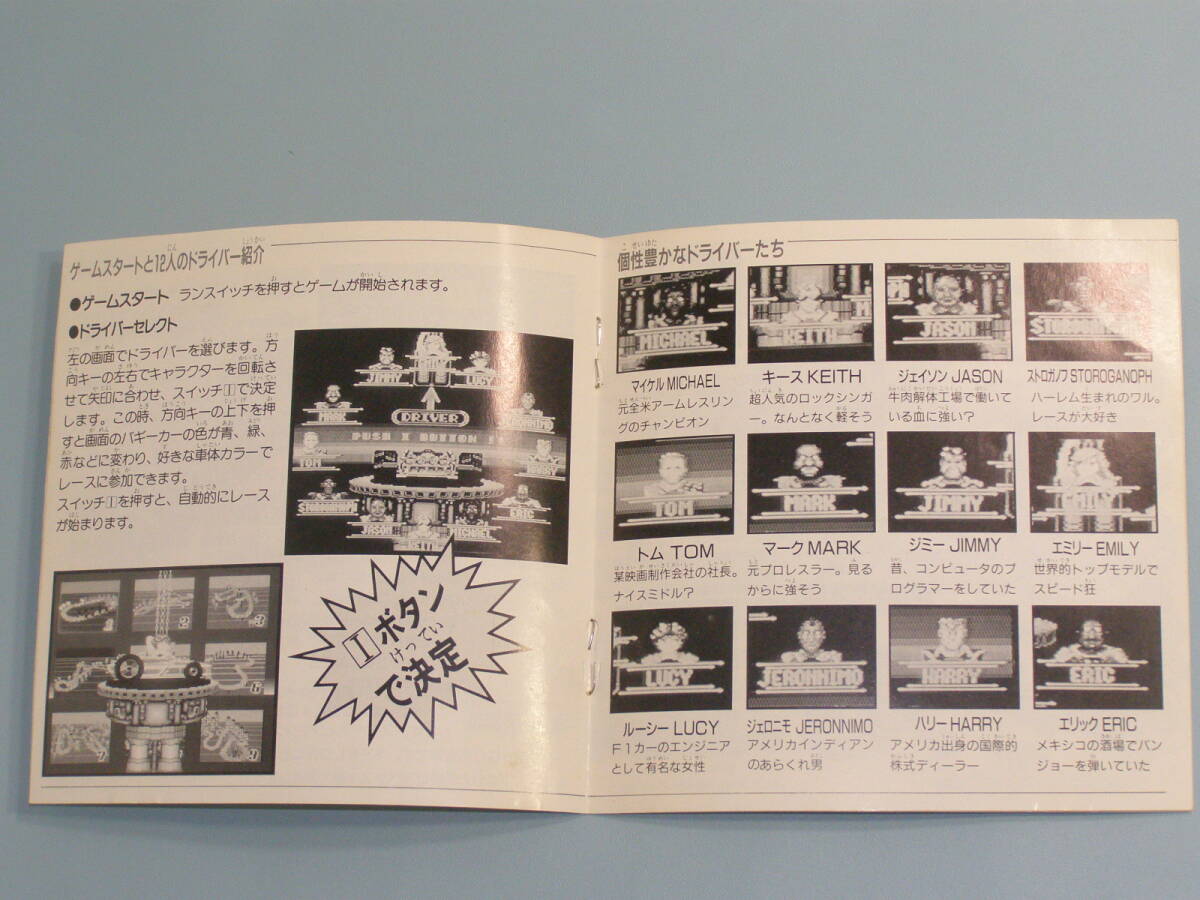 ゲームスタートと12人のドライバー紹介
●ゲームスタート ランスイッチを押すとゲームが開始されます。
●ドライバーセレクト
左の画面でドライバーを選びます。方
向キーの左右でキャラクターを回転さ
せて矢印に合わせ、スイッチⅠで決定
します。この時、方向キーの上下を押
すと画面のバギーカーの色が青、緑、
赤などに変わり、好きな車体カラーで
レースに参加できます。
スイッチⅠを押すと、自動的にレース
が始まります。
EMILY
JIMMY
LUCY
MARK
DRIVER
JERONNIMO
PUSH I BUTTON
TOM
HARRY
STOROGANOPH
ERIC
JASON
KEITH
MICHAEL
Ⅰボタン
で決定
個性豊かなドライバーたち
MICHAEL
KEITH
JASON
STOROGANOPH
マイケル MICHAEL
元全米アームレスリン
グのチャンピオン
キース KEITH
超人気のロックシンガ
ー。なんとなく軽そう
ジェイソン JASON
牛肉解体工場で働いて
いる血に強い?
ストロガノフ STOROGANOPH
ハーレム生まれのワル。
レースが大好き
TOM
MARK
JIMMY
EMILY
トム TOM
某映画制作会社の社長。
ナイスミドル?
マーク MARK
元プロレスラー。見る
からに強そう
ジミー JIMMY
昔、コンピュータのプ
ログラマーをしていた
エミリー EMILY
世界的トップモデルで
スピード狂
LUCY
JERONNIMO
HARRY
ERIC
ルーシー LUCY
F1カーのエンジニア
として有名な女性
ジェロニモ JERONNIMO
アメリカインディアン
のあらくれ男
ハリー HARRY
アメリカ出身の国際的
株式ディーラー
エリック ERIC
メキシコの酒場でバン
ジョーを弾いていた